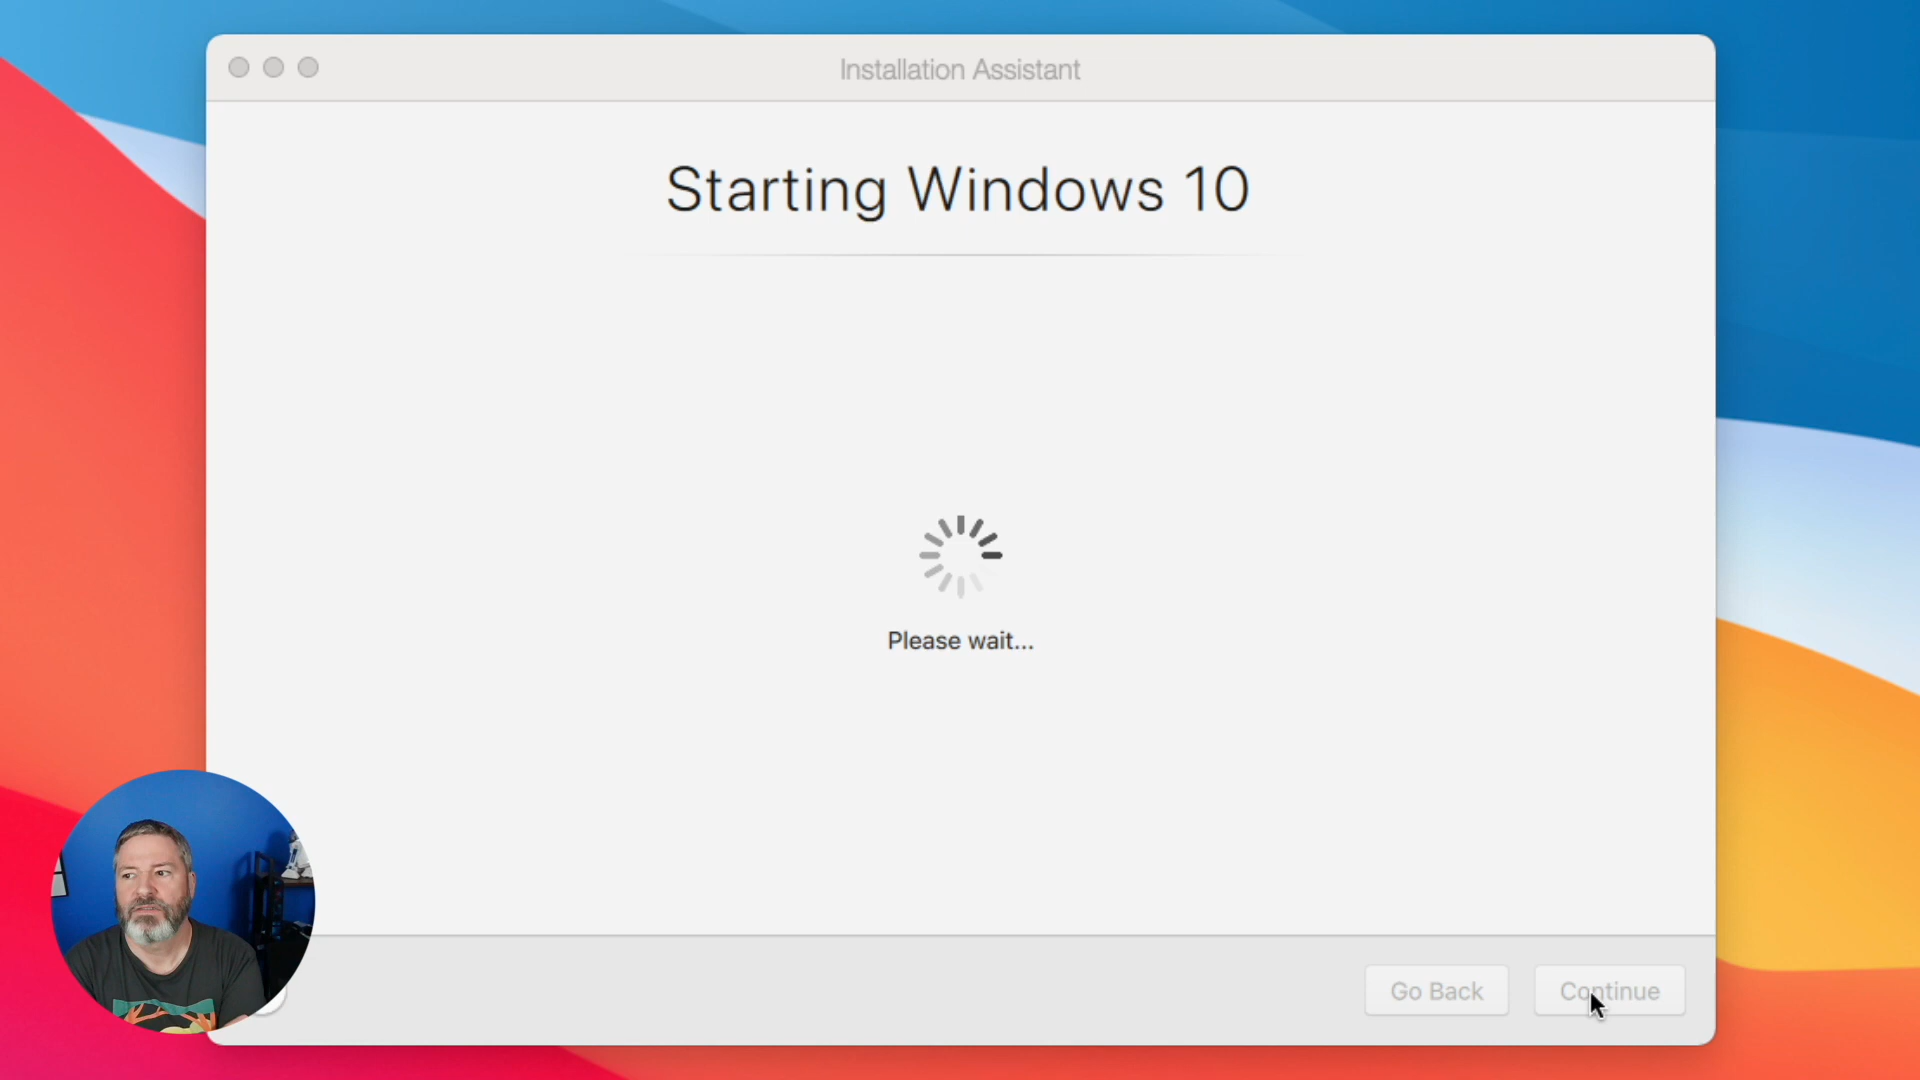 Installation Assistant
Starting Windows 10
Please wait...
Go Back
Continue